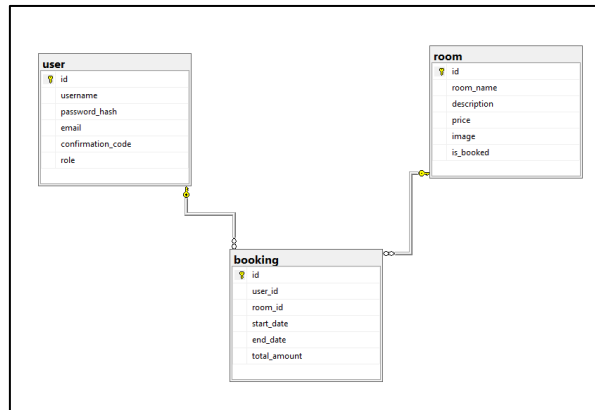 user
id
username
password_hash
email
confirmation_code
role
room
id
room_name
description
price
image
is_booked
booking
id
user_id
room_id
start_date
end_date
total_amount